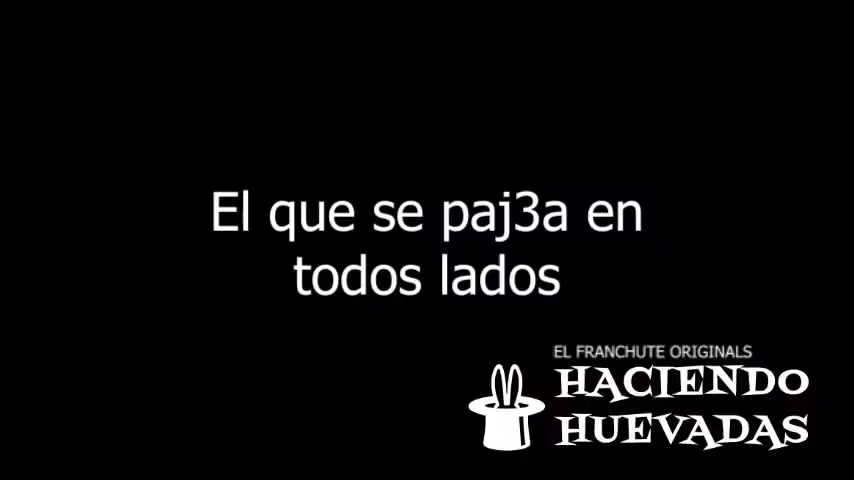 El que se paj3a en
todos lados
EL FRANCHUTE ORIGINALS
HACIENDO
HUEVADAS